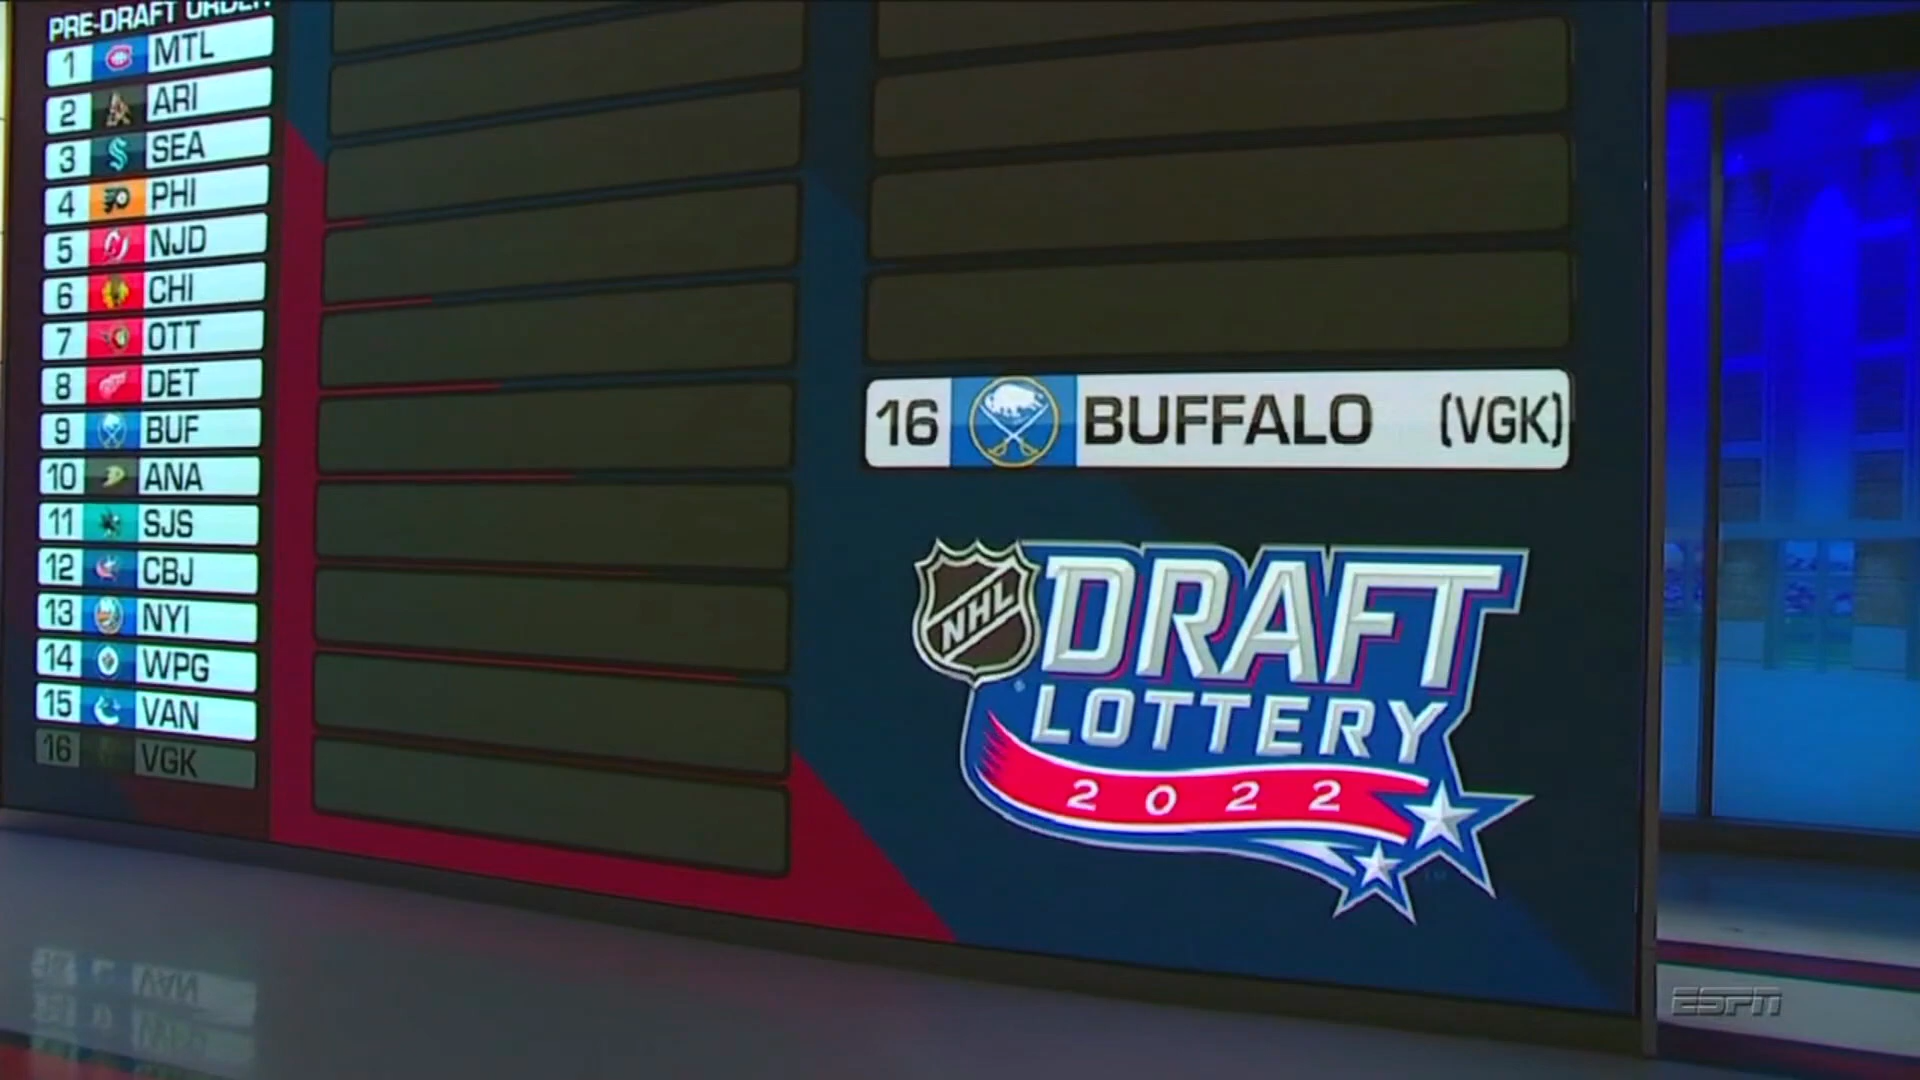 PRE-DRAFT ORDER
1 MTL
2 ARI
3 SEA
4 PHI
5 NJD
6 CHI
7 OTT
8 DET
9 BUF
10 ANA
11 SJS
12 CBJ
13 NYI
14 WPG
15 VAN
16 VGK
16 BUFFALO (VGK)
NHL
DRAFT
LOTTERY
2022
ESPN